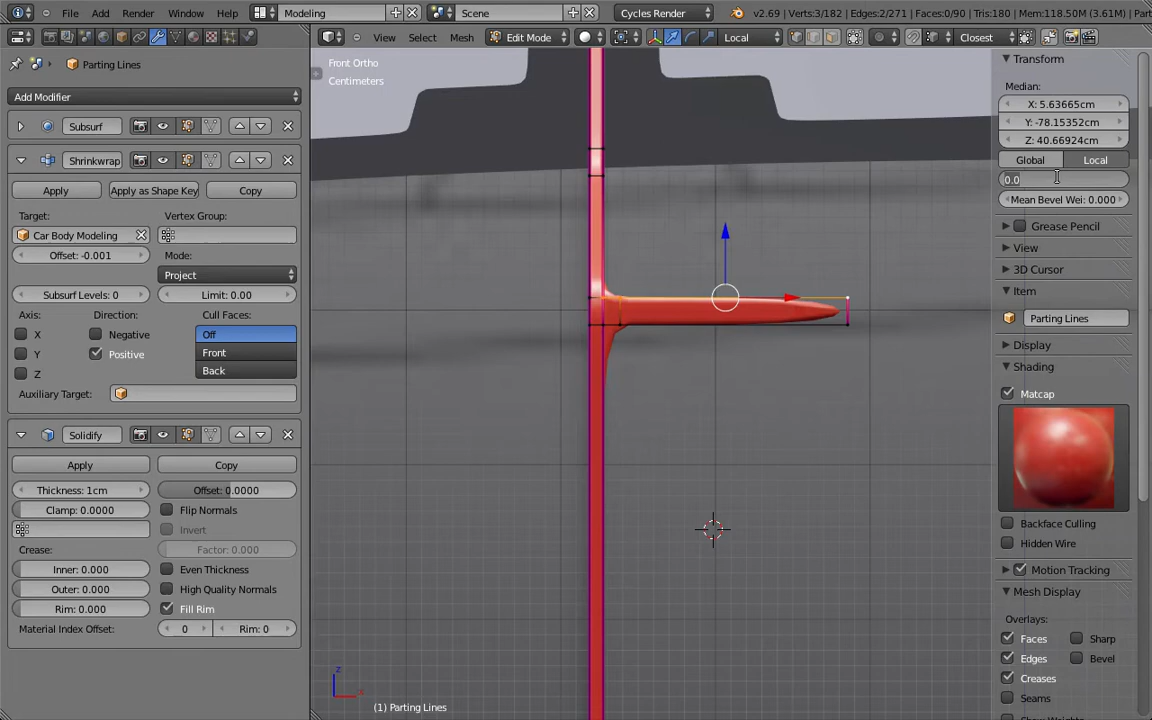 File Add Render Window Help Modeling Scene Cycles Render v2.69 | Verts:3/182 | Edges:2/271 | Faces:0/90 | Tris:180 | Mem:118.50M (3.61M) | Part
View Select Mesh Edit Mode Local Closest
Parting Lines
Add Modifier
Subsurf
Shrinkwrap
Apply Apply as Shape Key Copy
Target: Vertex Group:
Car Body Modeling
Offset: -0.001 Mode:
Project
Subsurf Levels: 0 Limit: 0.00
Axis: Direction: Cull Faces:
X Negative Off
Y Positive Front
Z Back
Auxiliary Target:
Solidify
Apply Copy
Thickness: 1cm Offset: 0.0000
Clamp: 0.0000 Flip Normals
Invert
Crease: Factor: 0.000
Inner: 0.000 Even Thickness
Outer: 0.000 High Quality Normals
Rim: 0.000 Fill Rim
Material Index Offset: 0 Rim: 0
Front Ortho
Centimeters
z
x
(1) Parting Lines
Transform
Median:
X: 5.63665cm
Y: -78.15352cm
Z: 40.66924cm
Global Local
0.0
Mean Bevel Wei: 0.000
Grease Pencil
View
3D Cursor
Item
Parting Lines
Display
Shading
Matcap
Backface Culling
Hidden Wire
Motion Tracking
Mesh Display
Overlays:
Faces Sharp
Edges Bevel
Creases
Seams
Show Weights